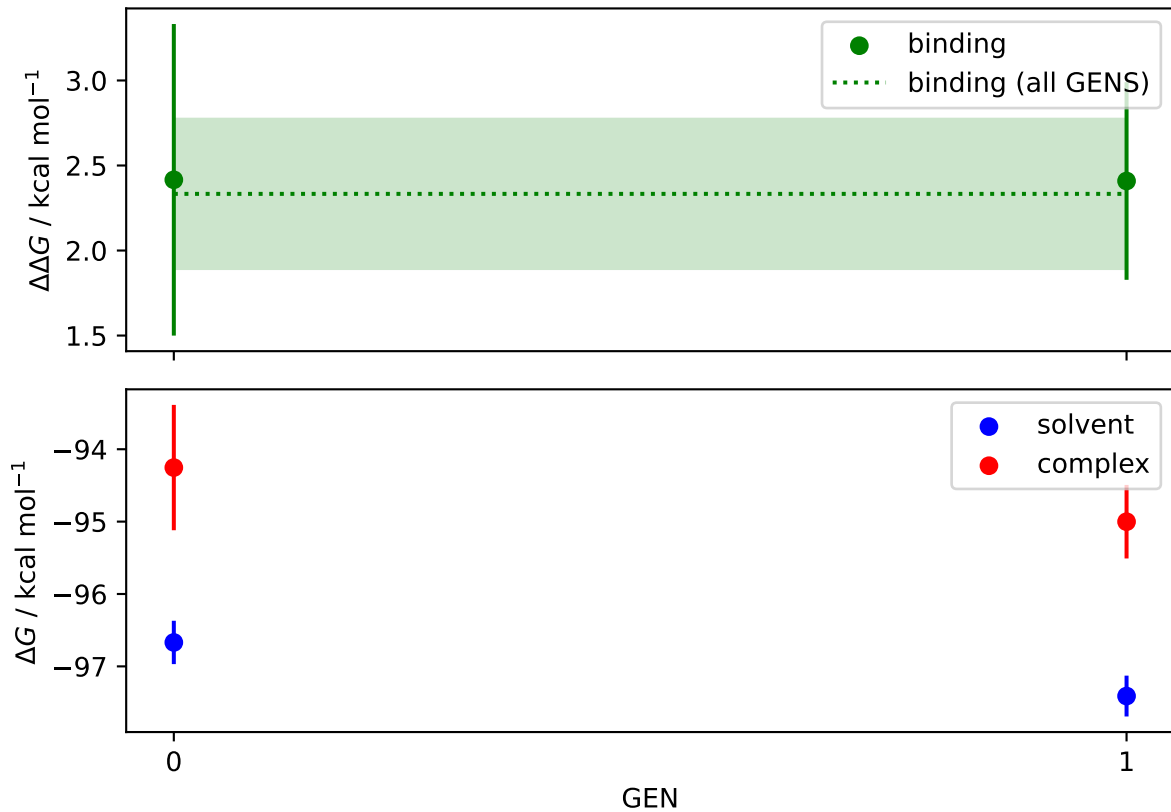 ΔΔG / kcal mol⁻¹
3.0
2.5
2.0
1.5
binding
binding (all GENS)
ΔG / kcal mol⁻¹
−94
−95
−96
−97
solvent
complex
0
1
GEN